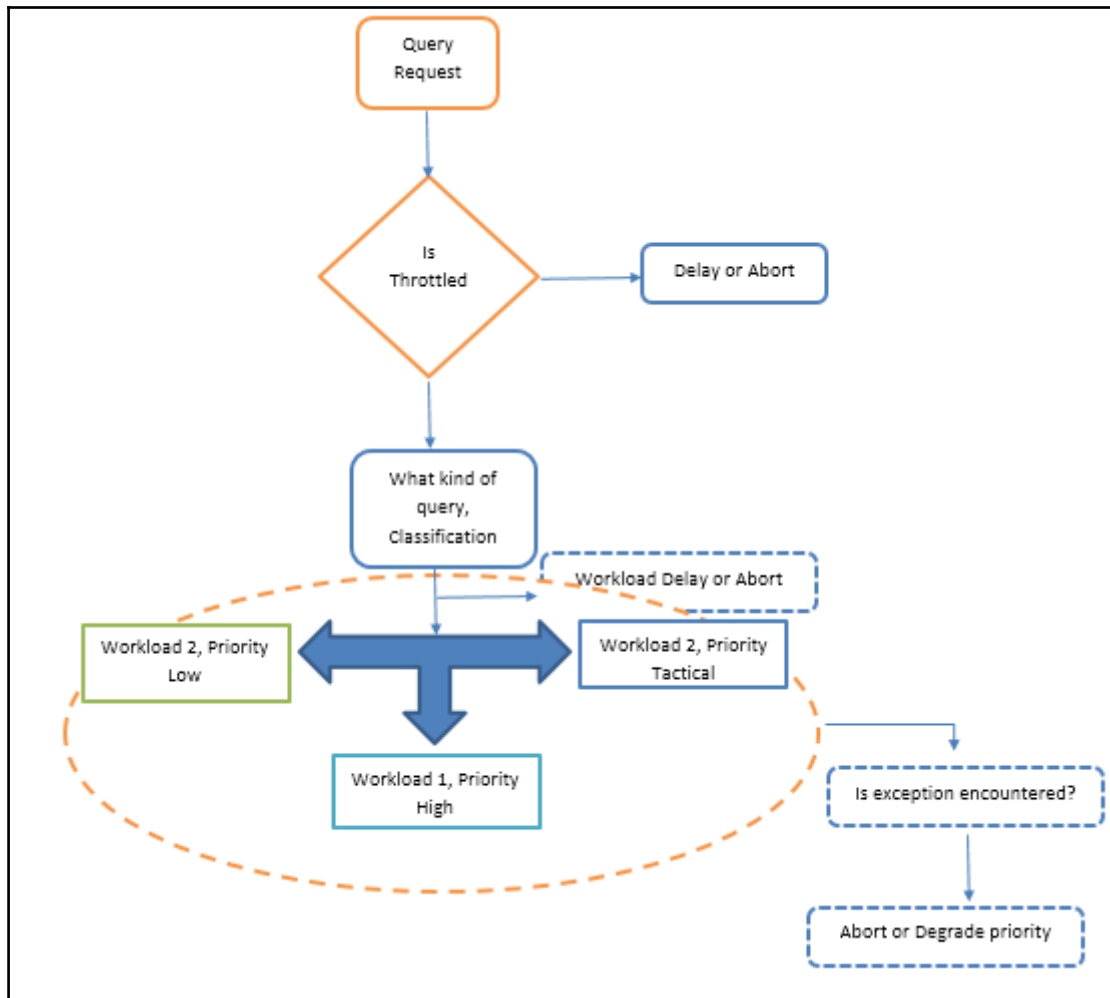 Query
Request
Is
Throttled
Delay or Abort
What kind of
query,
Classification
Workload Delay or Abort
Workload 2, Priority
Low
Workload 2, Priority
Tactical
Workload 1, Priority
High
Is exception encountered?
Abort or Degrade priority